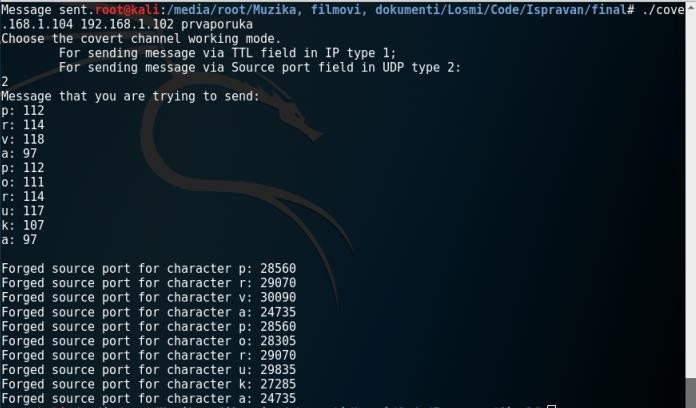 Message sent.root@kali:/media/root/Muzika, filmovi, dokumenti/Losmi/Code/Ispravan/final# ./cove
.168.1.104 192.168.1.102 prvaporuka
Choose the covert channel working mode.
For sending message via TTL field in IP type 1;
For sending message via Source port field in UDP type 2:
2
Message that you are trying to send:
p: 112
r: 114
v: 118
a: 97
p: 112
o: 111
r: 114
u: 117
k: 107
a: 97
Forged source port for character p: 28560
Forged source port for character r: 29070
Forged source port for character v: 30090
Forged source port for character a: 24735
Forged source port for character p: 28560
Forged source port for character o: 28305
Forged source port for character r: 29070
Forged source port for character u: 29835
Forged source port for character k: 27285
Forged source port for character a: 24735